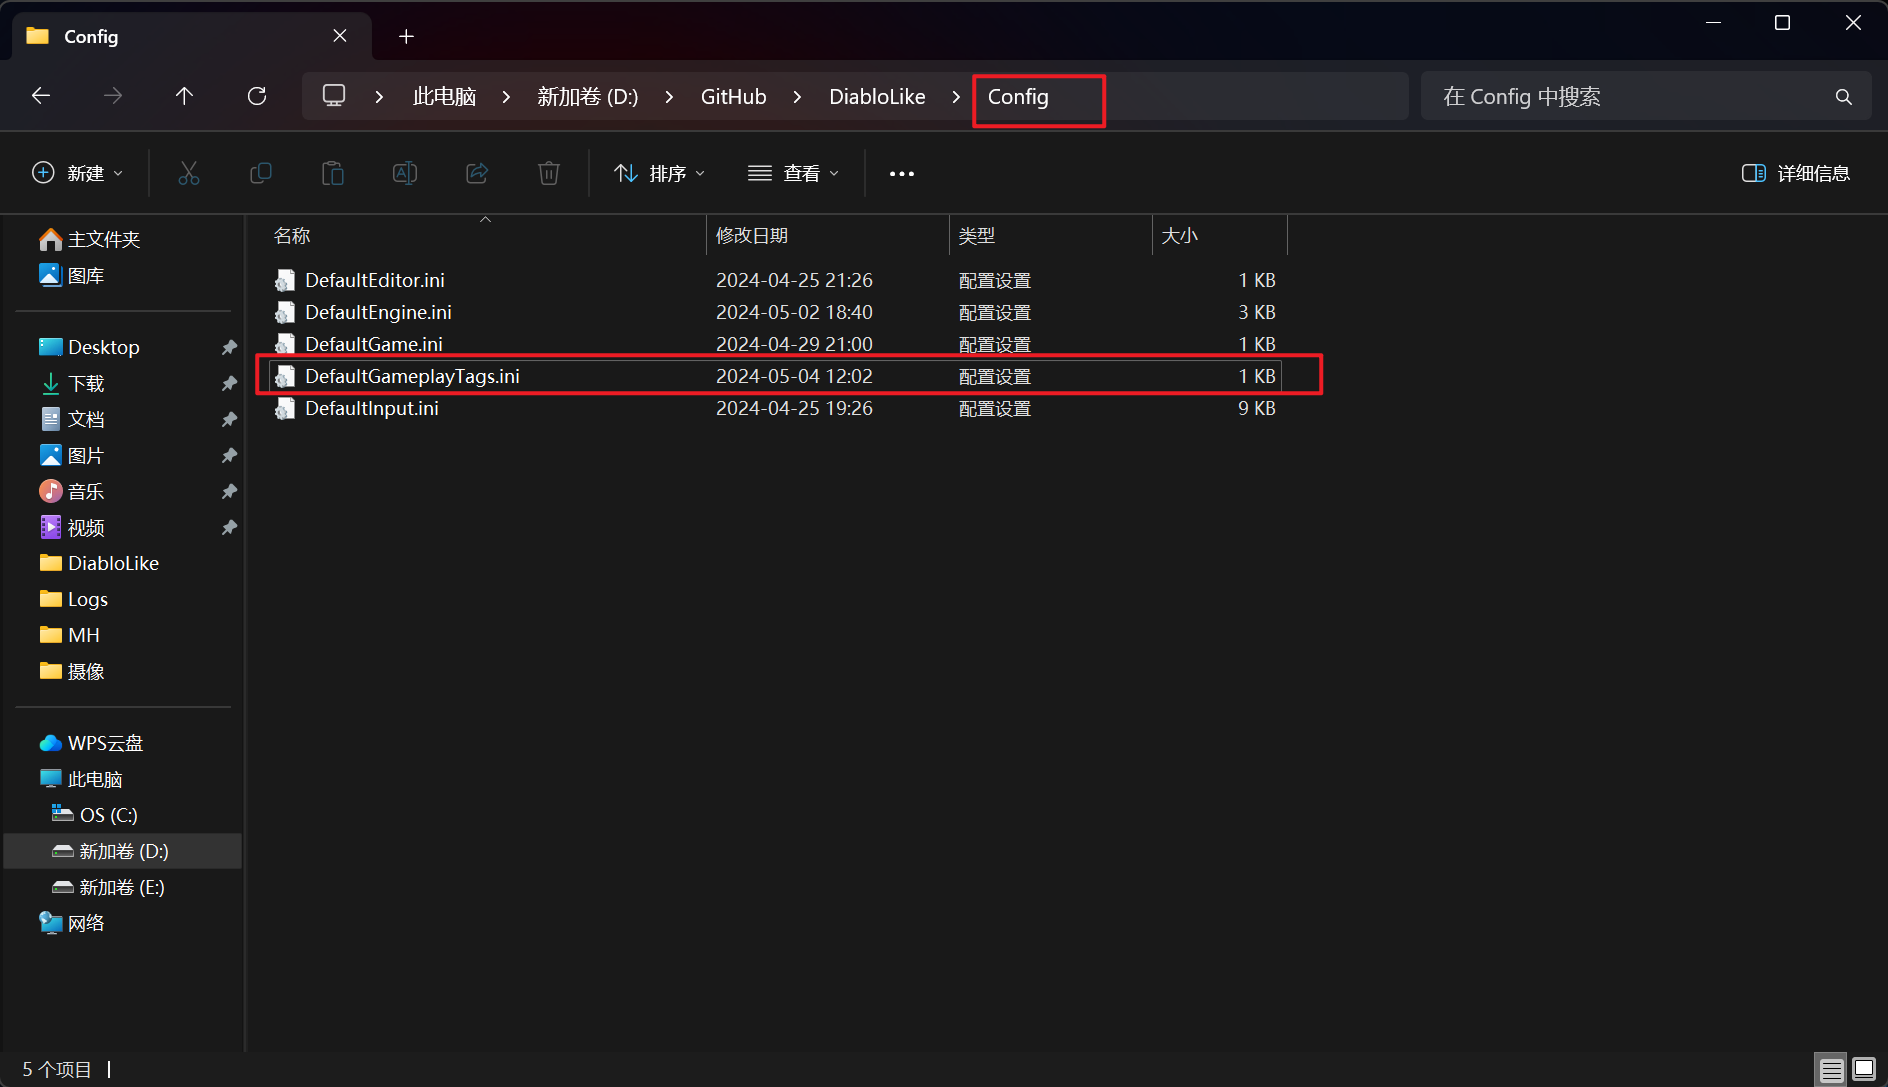 Config
此电脑 新加卷 (D:) GitHub DiabloLike Config
在 Config 中搜索
新建 排序 查看 详细信息
主文件夹
图库
Desktop
下载
文档
图片
音乐
视频
DiabloLike
Logs
MH
摄像
WPS云盘
此电脑
OS (C:)
新加卷 (D:)
新加卷 (E:)
网络
名称 修改日期 类型 大小
DefaultEditor.ini 2024-04-25 21:26 配置设置 1 KB
DefaultEngine.ini 2024-05-02 18:40 配置设置 3 KB
DefaultGame.ini 2024-04-29 21:00 配置设置 1 KB
DefaultGameplayTags.ini 2024-05-04 12:02 配置设置 1 KB
DefaultInput.ini 2024-04-25 19:26 配置设置 9 KB
5 个项目